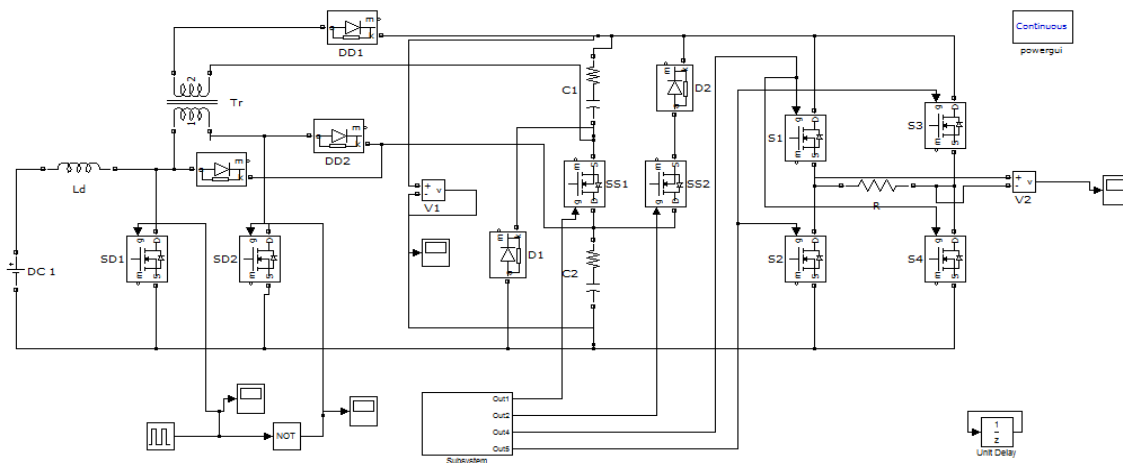 DD1
Continuous
powergui
2
Tr
1
C1
D2
S1
S3
DD2
Ld
SS1
SS2
+
-
v
V1
+
-
v
V2
R
SD1
SD2
D1
C2
S2
S4
DC 1
Out1
Out2
Out4
Out5
Subsystem
NOT
1
z
Unit Delay